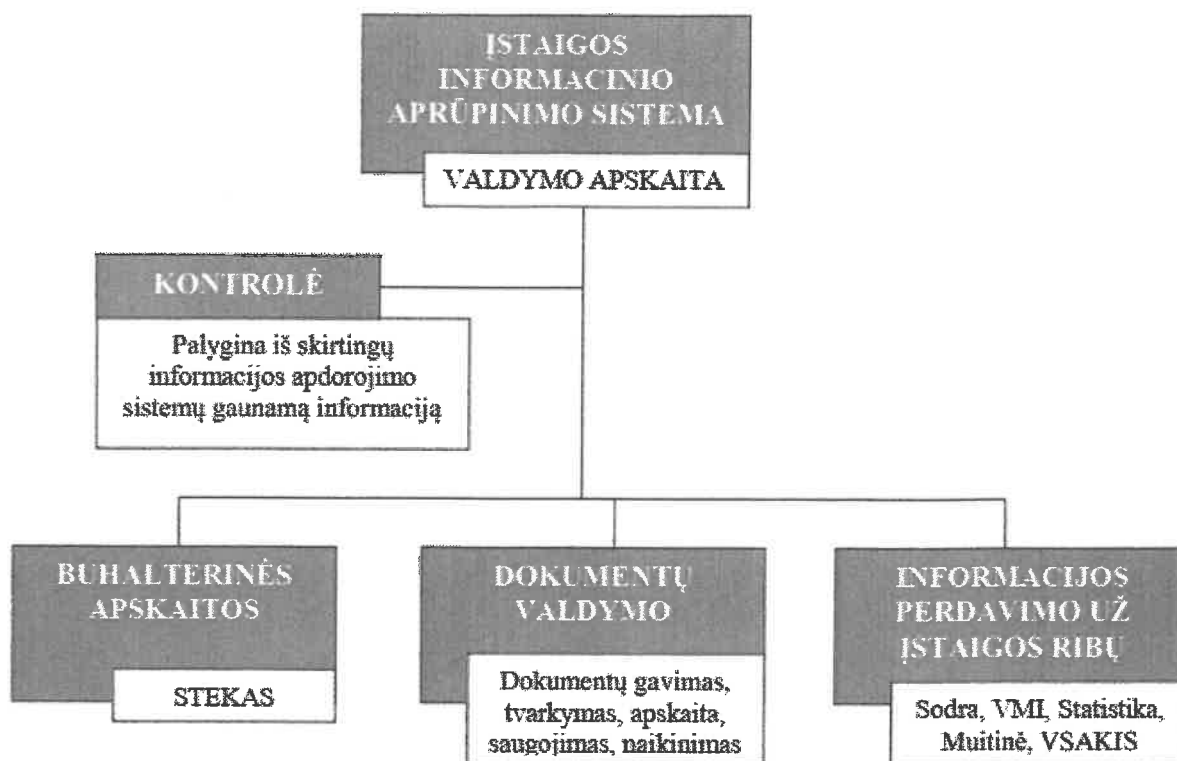 ĮSTAIGOS
INFORMACINIO
APRŪPINIMO SISTEMA
VALDYMO APSKAITA
KONTROLĖ
Palygina iš skirtingų
informacijos apdorojimo
sistemų gaunamą informaciją
BUHALTERINĖS
APSKAITOS
STEKAS
DOKUMENTŲ
VALDYMO
Dokumentų gavimas,
tvarkymas, apskaita,
saugojimas, naikinimas
INFORMACIJOS
PERDAVIMO UŽ
ĮSTAIGOS RIBŲ
Sodra, VMI, Statistika,
Muitinė, VSAKIS